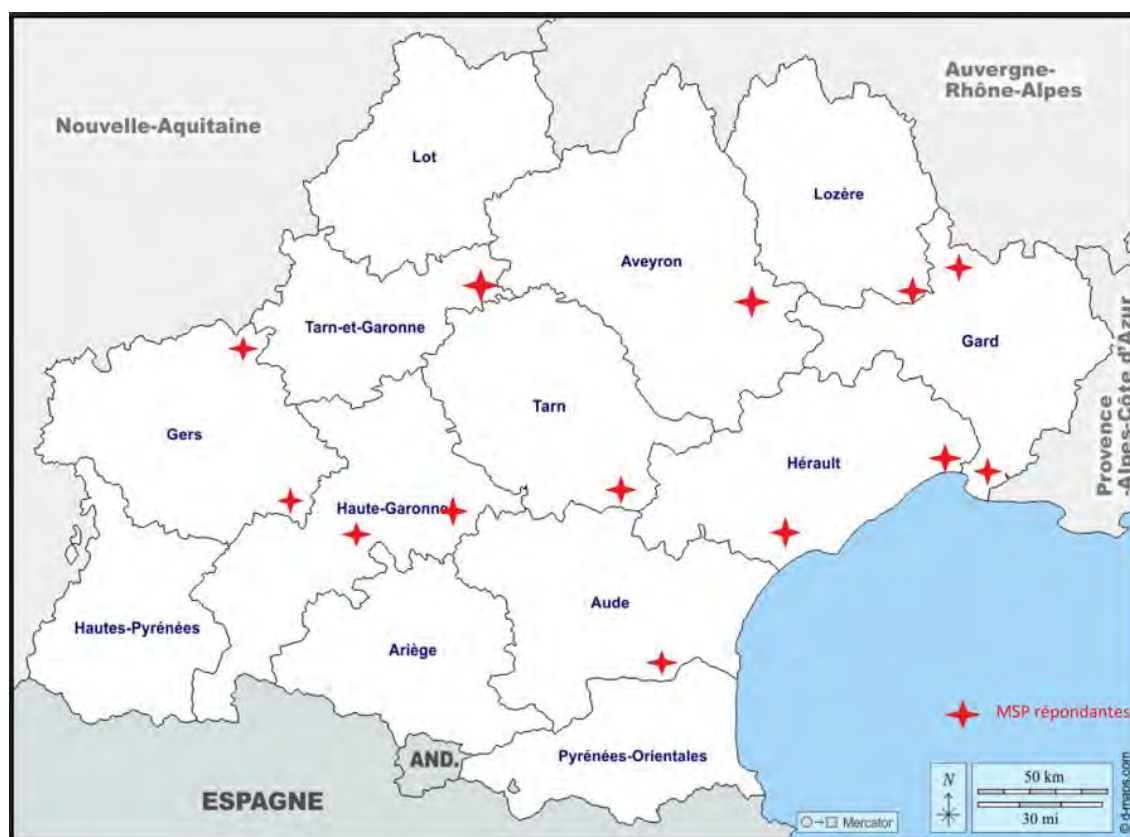 Auvergne-
Rhône-Alpes
Nouvelle-Aquitaine
Lot
Lozère
Aveyron
Tarn-et-Garonne
Gard
Provence
-Alpes-Côte d'Azur
Tarn
Gers
Hérault
Haute-Garonne
Aude
Hautes-Pyrénées
Ariège
MSP répondantes
Pyrénées-Orientales
AND.
ESPAGNE
N
50 km
30 mi
Mercator
© d-maps.com